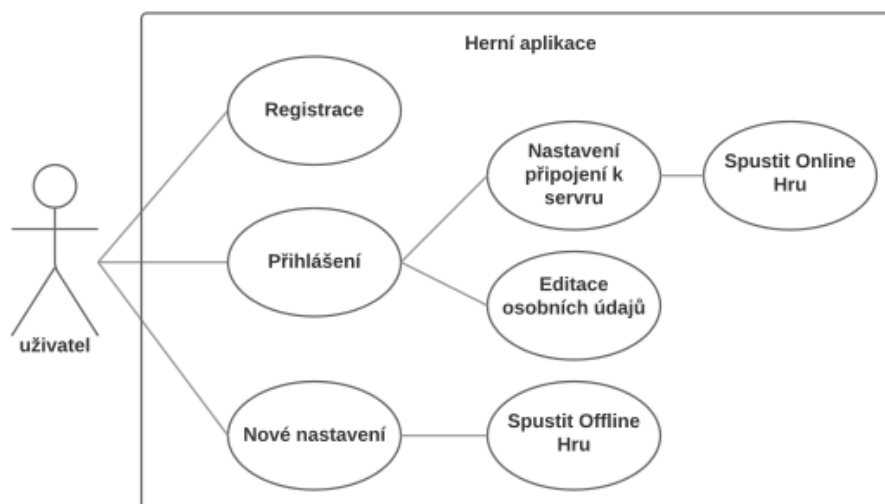 Herní aplikace
Registrace
Nastavení
připojení k
servru
Spustit Online
Hru
Přihlášení
Editace
osobních údajů
uživatel
Nové nastavení
Spustit Offline
Hru